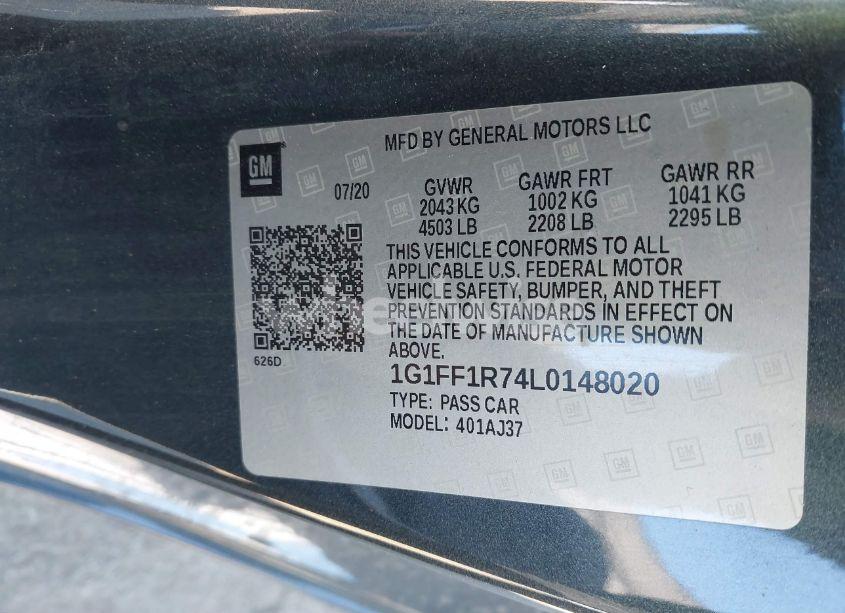 MFD BY GENERAL MOTORS LLC
GM
07/20
GVWR
2043 KG
4503 LB
GAWR FRT
1002 KG
2208 LB
GAWR RR
1041 KG
2295 LB
THIS VEHICLE CONFORMS TO ALL
APPLICABLE U.S. FEDERAL MOTOR
VEHICLE SAFETY, BUMPER, AND THEFT
PREVENTION STANDARDS IN EFFECT ON
THE DATE OF MANUFACTURE SHOWN
ABOVE.
626D
1G1FF1R74L0148020
TYPE: PASS CAR
MODEL: 401AJ37